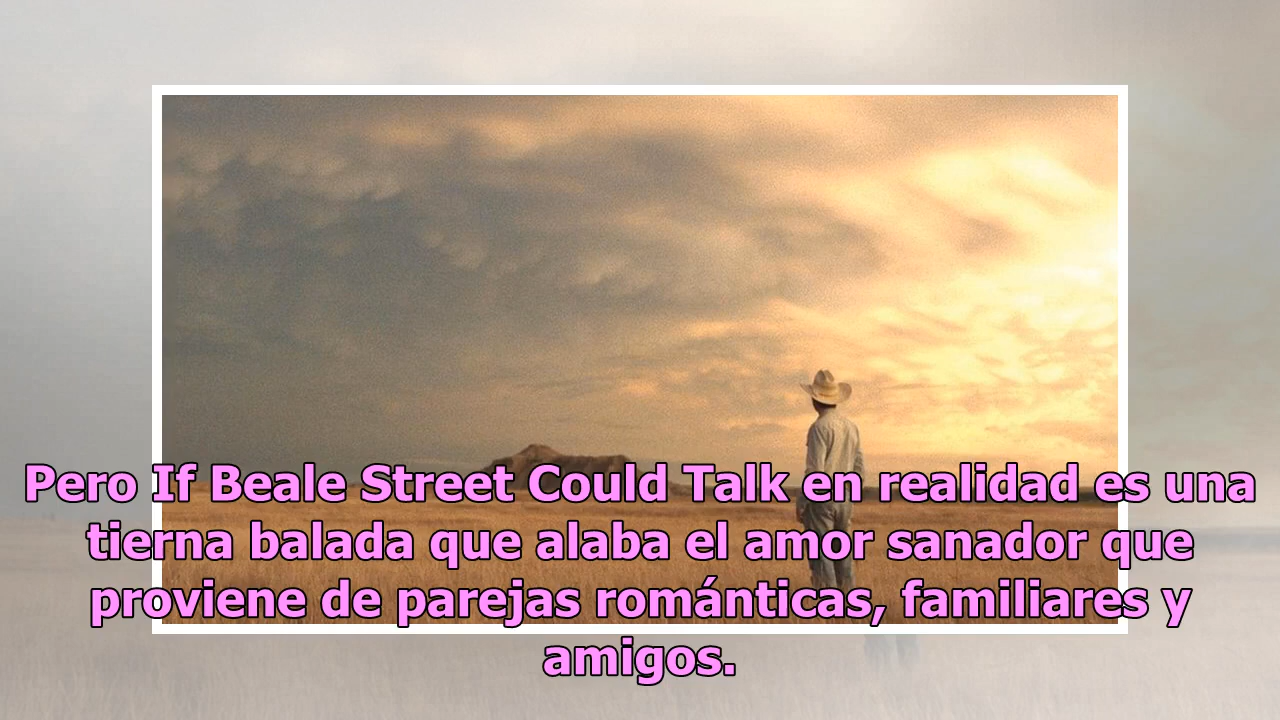 Pero If Beale Street Could Talk en realidad es una
tierna balada que alaba el amor sanador que
proviene de parejas románticas, familiares y
amigos.